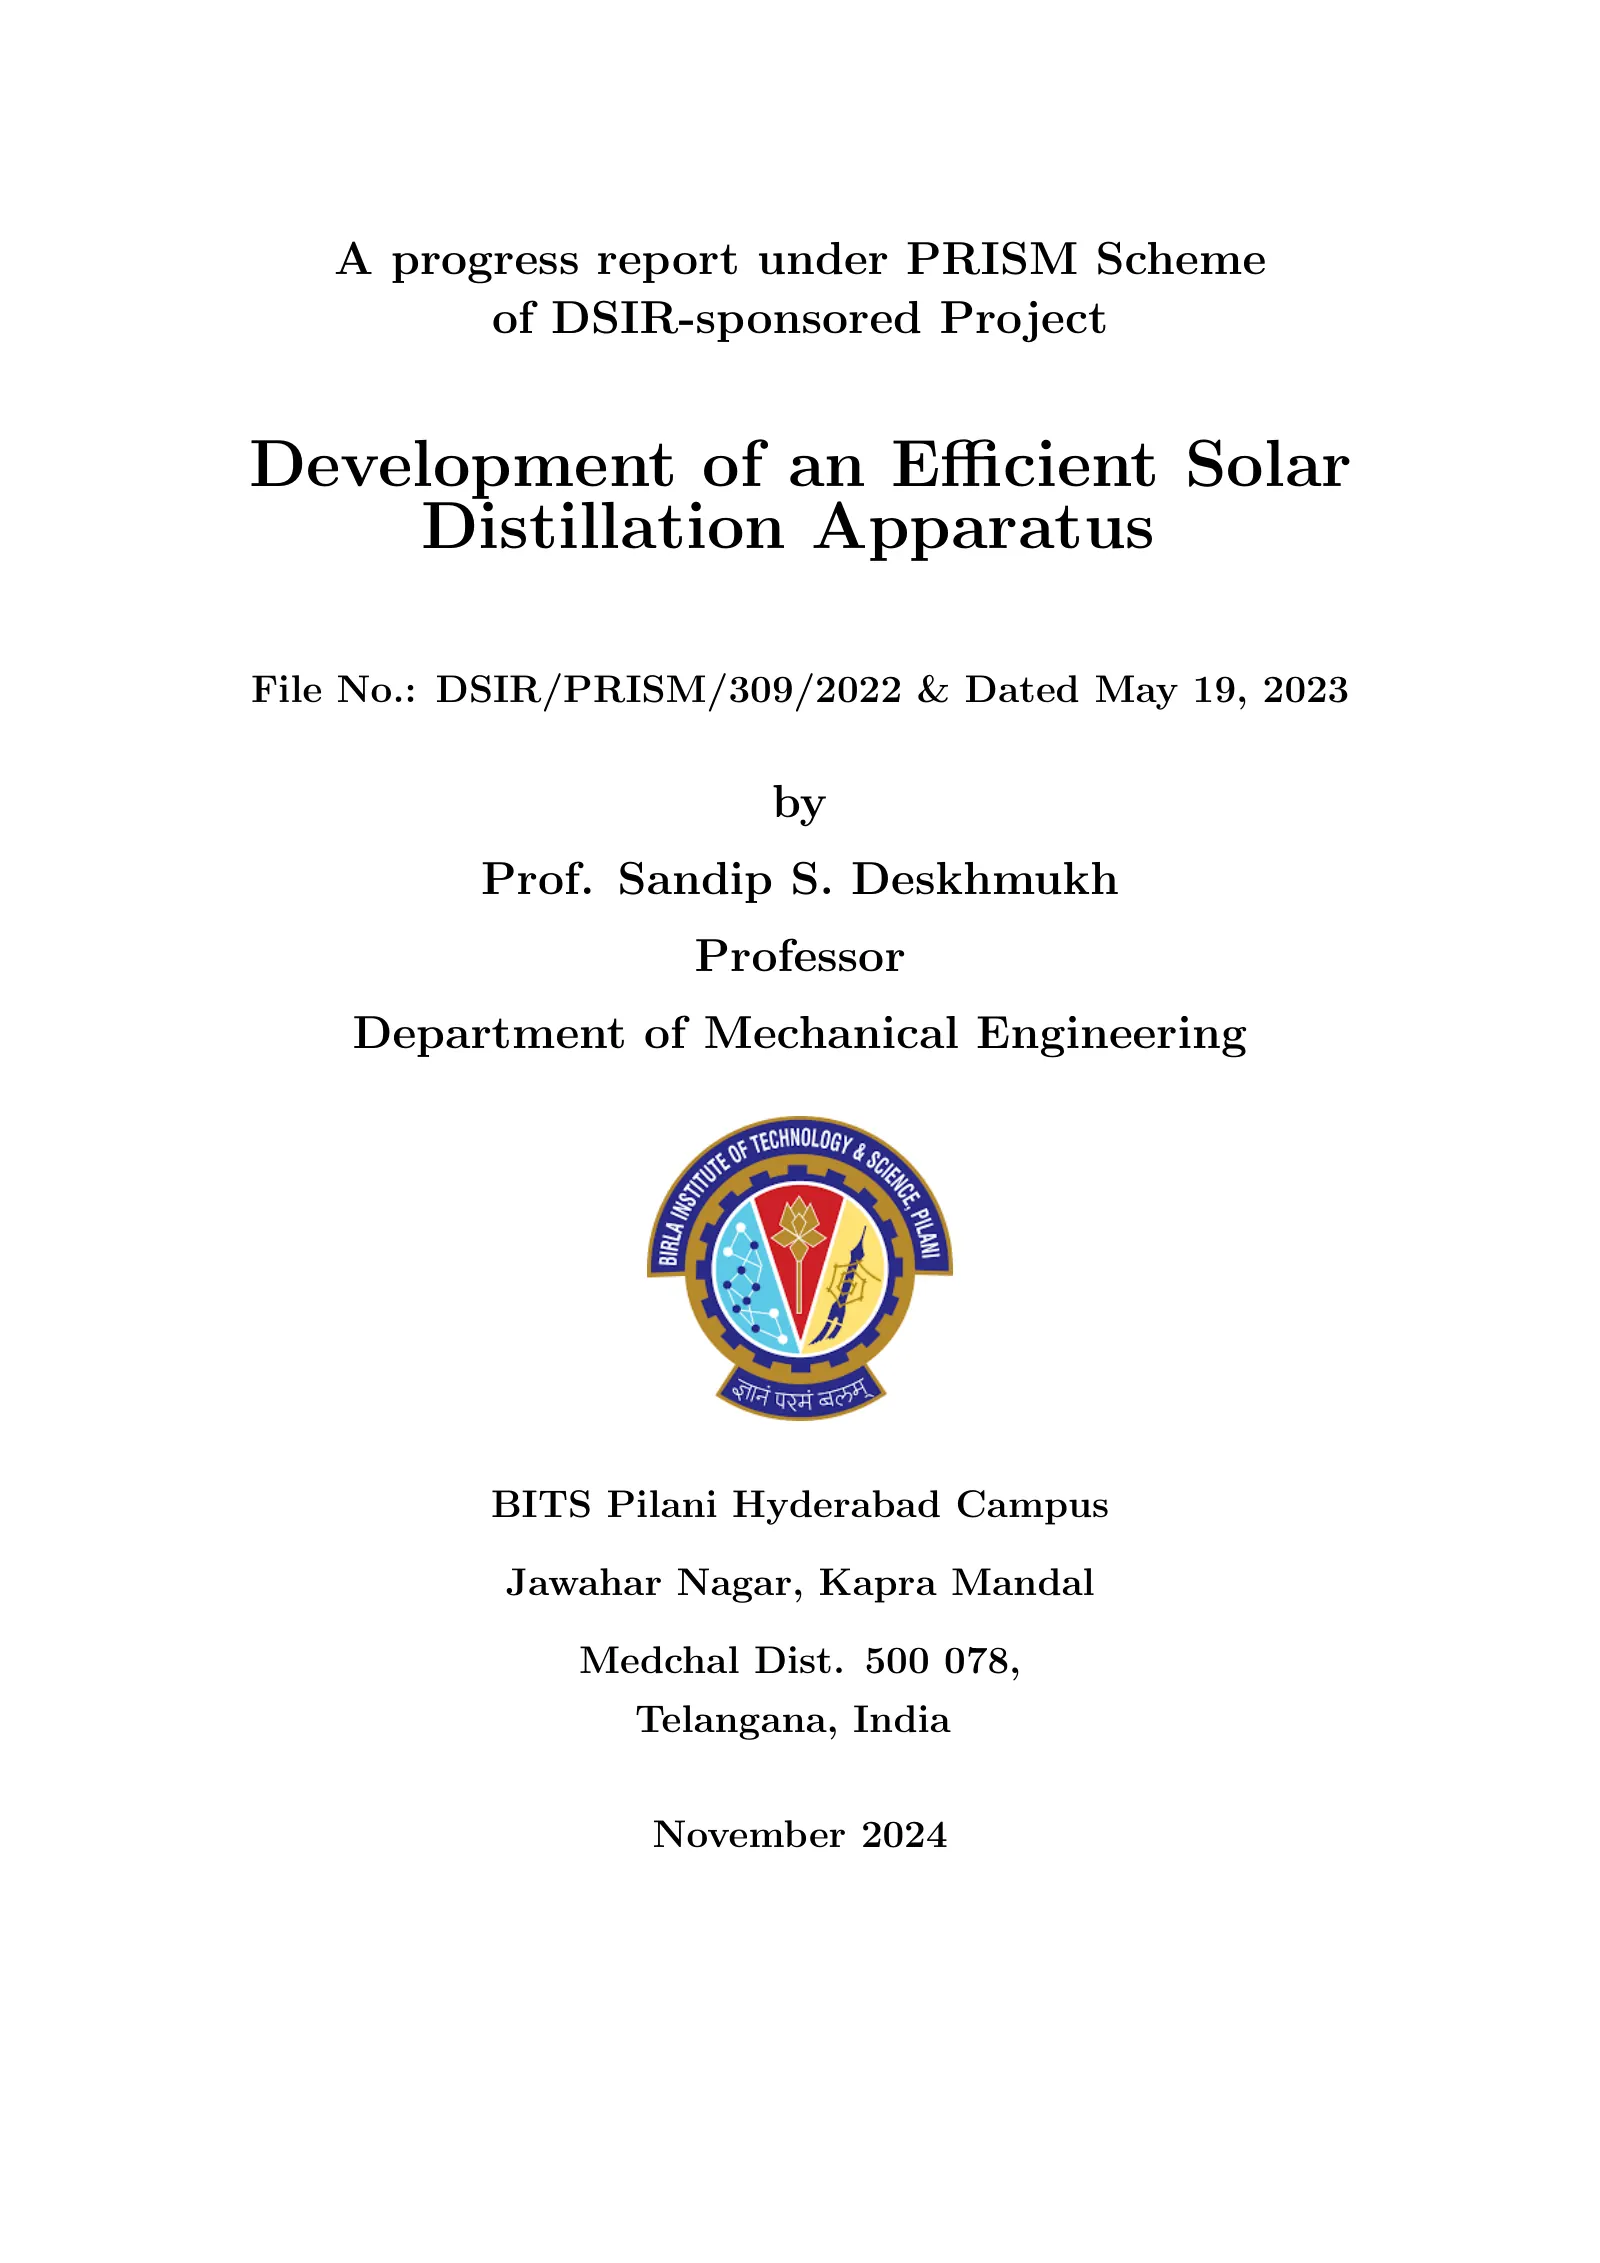 A progress report under PRISM Scheme
of DSIR-sponsored Project
Development of an Efficient Solar
Distillation Apparatus
File No.: DSIR/PRISM/309/2022 & Dated May 19, 2023
by
Prof. Sandip S. Deskhmukh
Professor
Department of Mechanical Engineering
BIRLA INSTITUTE OF TECHNOLOGY & SCIENCE, PILANI
ज्ञानं परमं बलम्
BITS Pilani Hyderabad Campus
Jawahar Nagar, Kapra Mandal
Medchal Dist. 500 078,
Telangana, India
November 2024